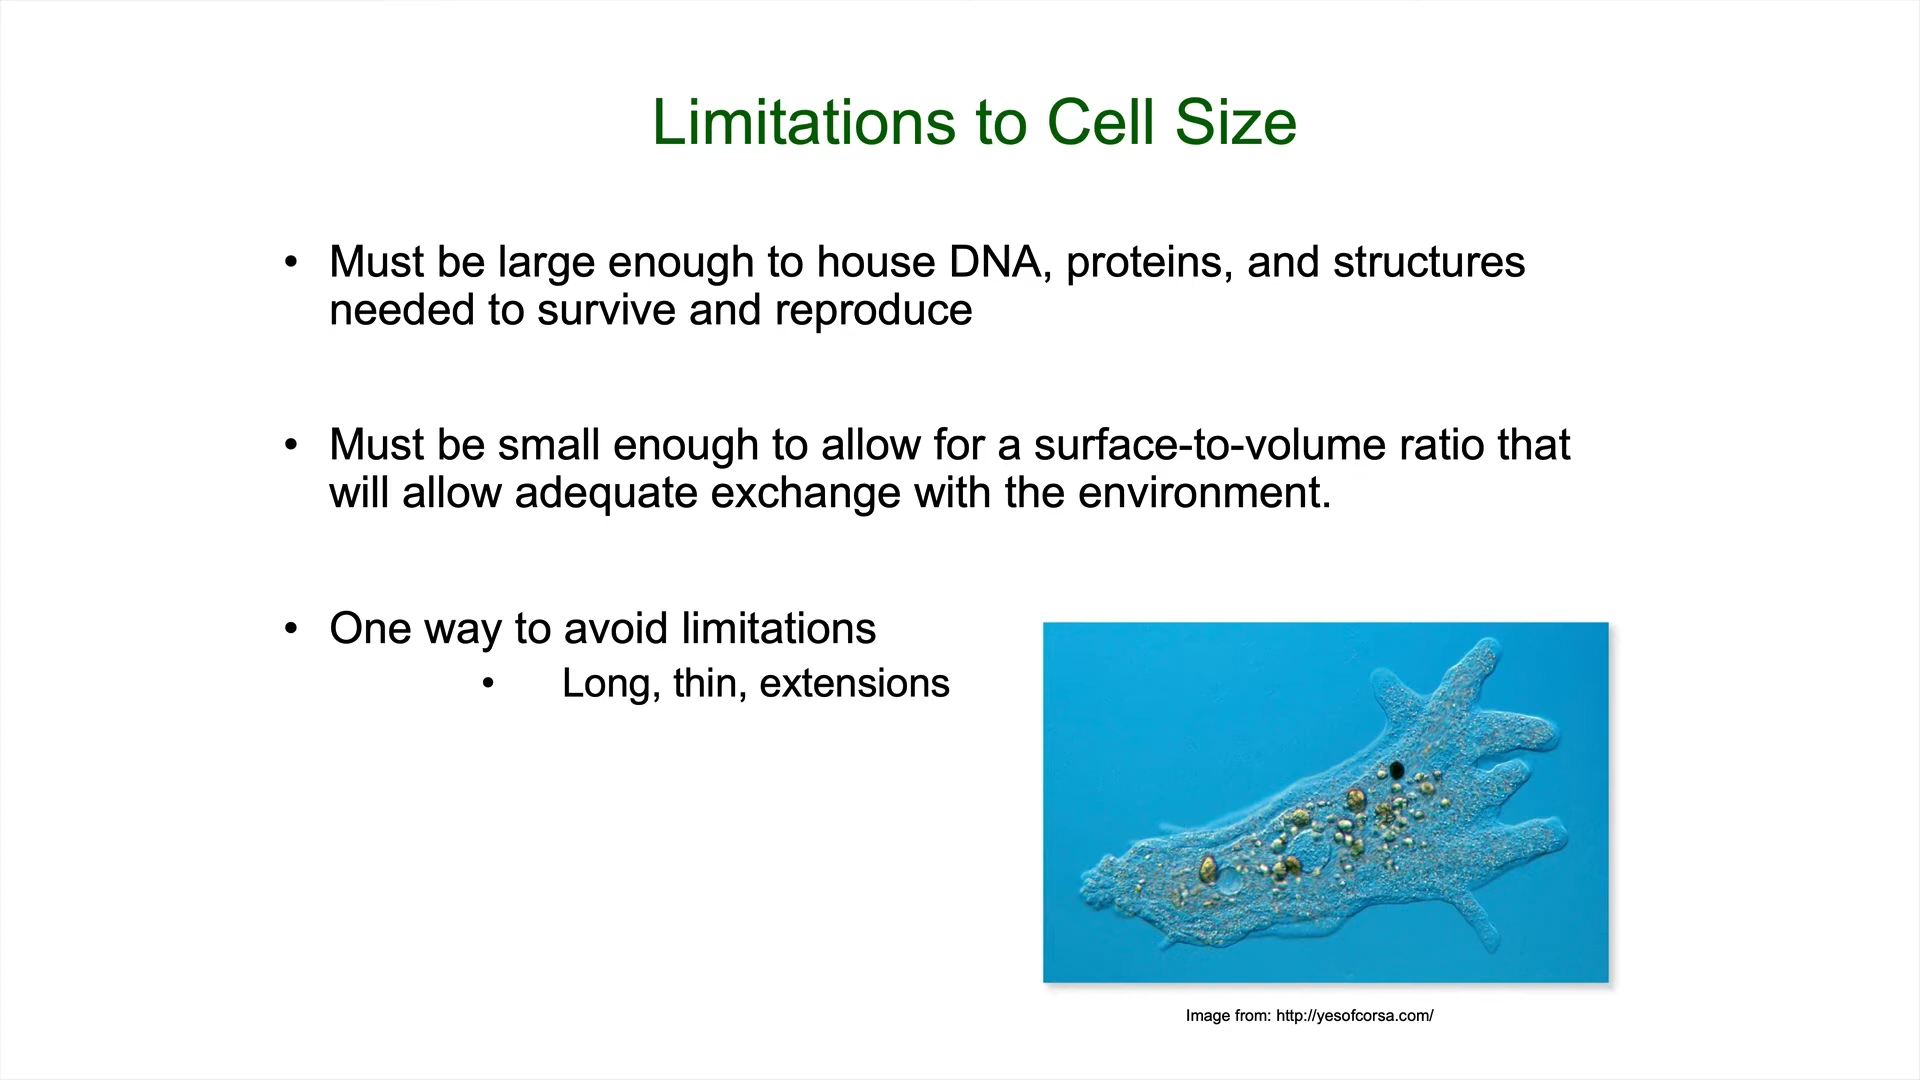 Limitations to Cell Size
• Must be large enough to house DNA, proteins, and structures
needed to survive and reproduce
• Must be small enough to allow for a surface-to-volume ratio that
will allow adequate exchange with the environment.
• One way to avoid limitations
• Long, thin, extensions
Image from: http://yesofcorsa.com/